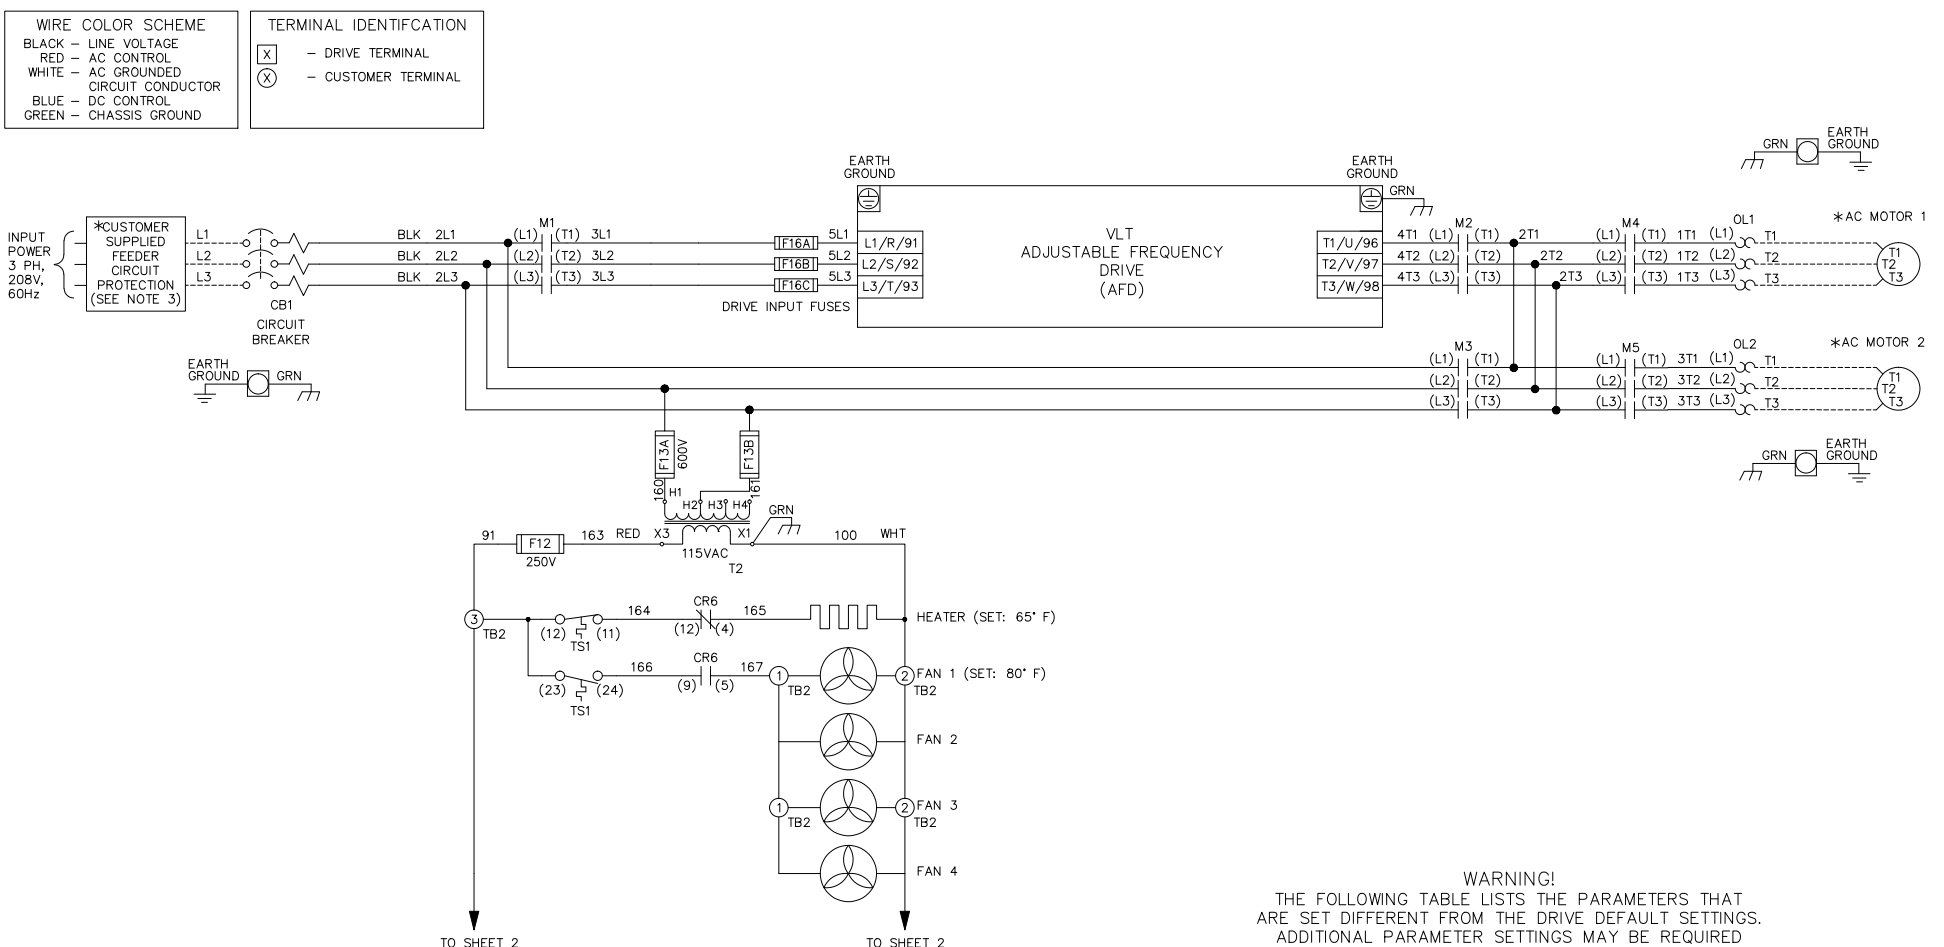 WIRE COLOR SCHEME
BLACK – LINE VOLTAGE
RED – AC CONTROL
WHITE – AC GROUNDED
CIRCUIT CONDUCTOR
BLUE – DC CONTROL
GREEN – CHASSIS GROUND
TERMINAL IDENTIFCATION
X – DRIVE TERMINAL
X – CUSTOMER TERMINAL
INPUT
POWER
3 PH,
208V,
60Hz
*CUSTOMER
SUPPLIED
FEEDER
CIRCUIT
PROTECTION
(SEE NOTE 3)
L1
L2
L3
CB1
CIRCUIT
BREAKER
EARTH
GROUND
GRN
BLK 2L1
BLK 2L2
BLK 2L3
M1
(L1) (T1) 3L1
(L2) (T2) 3L2
(L3) (T3) 3L3
F16A
F16B
F16C
DRIVE INPUT FUSES
5L1
5L2
5L3
EARTH
GROUND
L1/R/91
L2/S/92
L3/T/93
VLT
ADJUSTABLE FREQUENCY
DRIVE
(AFD)
EARTH
GROUND
GRN
T1/U/96
T2/V/97
T3/W/98
4T1 (L1) M2 (T1) 2T1
4T2 (L2) (T2) 2T2
4T3 (L3) (T3) 2T3
M4
(L1) (T1) 1T1 (L1) OL1 T1
(L2) (T2) 1T2 (L2) T2
(L3) (T3) 1T3 (L3) T3
*AC MOTOR 1
T1
T2
T3
GRN
EARTH
GROUND
M3
(L1) (T1)
(L2) (T2)
(L3) (T3)
M5
(L1) (T1) 3T1 (L1) OL2 T1
(L2) (T2) 3T2 (L2) T2
(L3) (T3) 3T3 (L3) T3
*AC MOTOR 2
T1
T2
T3
GRN
EARTH
GROUND
F13A
600V
F13B
160
161
H1
H2
H3
H4
GRN
91
F12
250V
163 RED X3
X1
115VAC
T2
100 WHT
3
TB2
(12) (11)
TS1
164
CR6
(12) (4)
165
HEATER (SET: 65° F)
(23) (24)
TS1
166
CR6
(9) (5)
167
1
TB2
2
TB2
FAN 1 (SET: 80° F)
FAN 2
1
TB2
2
TB2
FAN 3
FAN 4
TO SHEET 2
TO SHEET 2
WARNING!
THE FOLLOWING TABLE LISTS THE PARAMETERS THAT
ARE SET DIFFERENT FROM THE DRIVE DEFAULT SETTINGS.
ADDITIONAL PARAMETER SETTINGS MAY BE REQUIRED